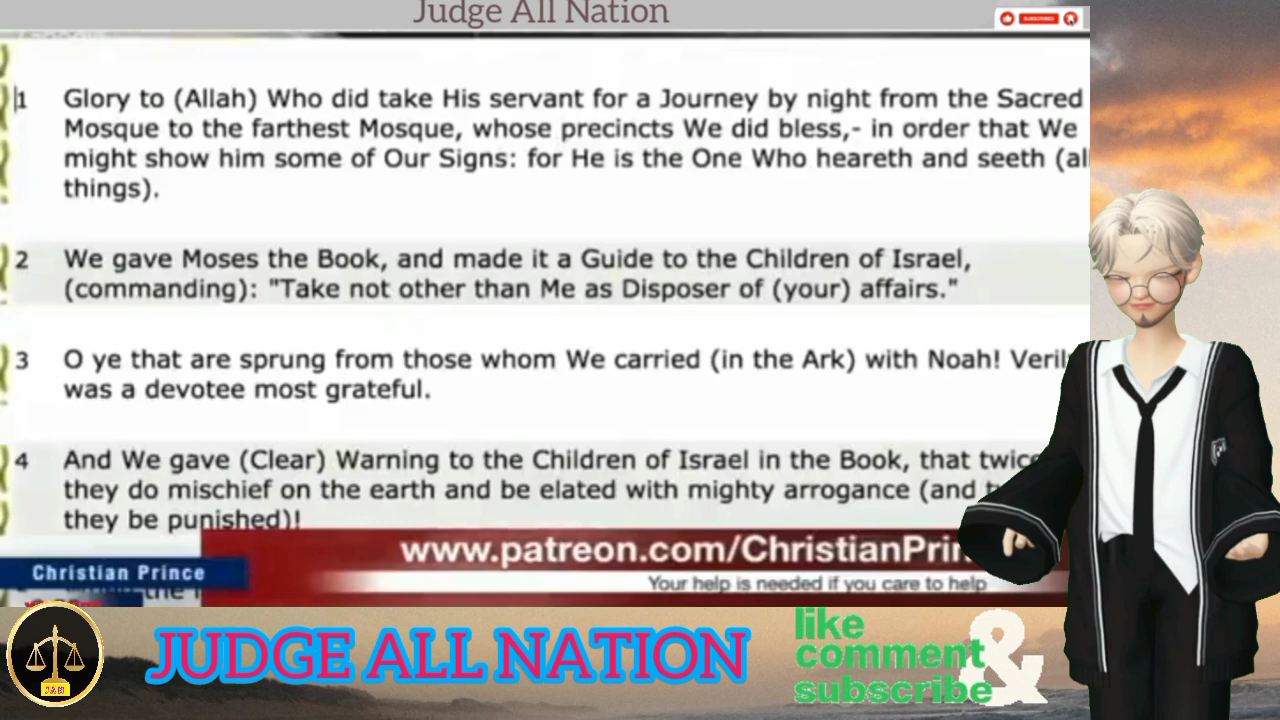 Judge All Nation
SUBSCRIBED
1 Glory to (Allah) Who did take His servant for a Journey by night from the Sacred
Mosque to the farthest Mosque, whose precincts We did bless,- in order that We
might show him some of Our Signs: for He is the One Who heareth and seeth (al
things).
2 We gave Moses the Book, and made it a Guide to the Children of Israel,
(commanding): "Take not other than Me as Disposer of (your) affairs."
3 O ye that are sprung from those whom We carried (in the Ark) with Noah! Veril
was a devotee most grateful.
4 And We gave (Clear) Warning to the Children of Israel in the Book, that twice
they do mischief on the earth and be elated with mighty arrogance (and
they be punished)!
www.patreon.com/ChristianPrin
Christian Prince
Your help is needed if you care to help
the
JAN
JUDGE ALL NATION
like
comment &
subscribe